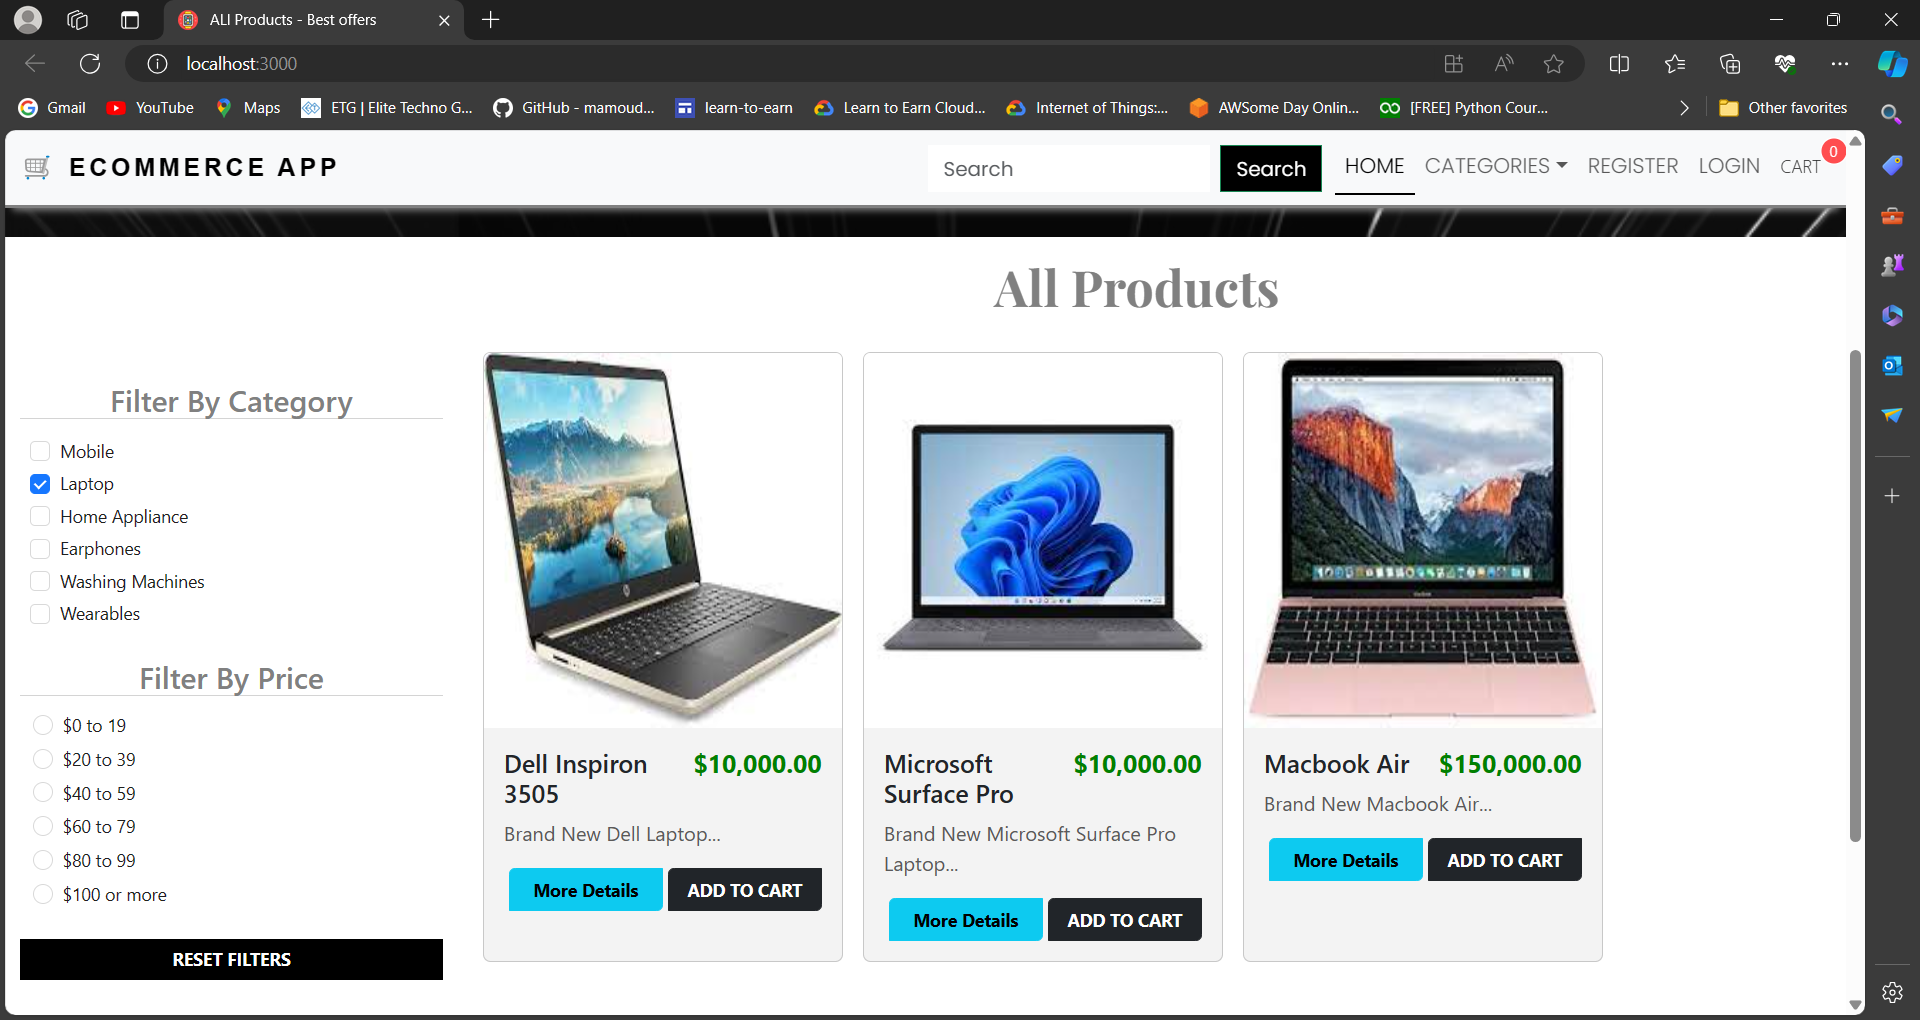 ALl Products - Best offers
localhost:3000
Gmail
YouTube
Maps
ETG | Elite Techno G...
GitHub - mamoud...
learn-to-earn
Learn to Earn Cloud...
Internet of Things:...
AWSome Day Onlin...
[FREE] Python Cour...
Other favorites
🛒 ECOMMERCE APP
Search
Search
HOME
CATEGORIES
REGISTER
LOGIN
CART
0
All Products
Filter By Category
Mobile
Laptop
Home Appliance
Earphones
Washing Machines
Wearables
Filter By Price
$0 to 19
$20 to 39
$40 to 59
$60 to 79
$80 to 99
$100 or more
RESET FILTERS
Dell Inspiron
3505
$10,000.00
Brand New Dell Laptop...
More Details
ADD TO CART
Microsoft
Surface Pro
$10,000.00
Brand New Microsoft Surface Pro
Laptop...
More Details
ADD TO CART
Macbook Air
$150,000.00
Brand New Macbook Air...
More Details
ADD TO CART